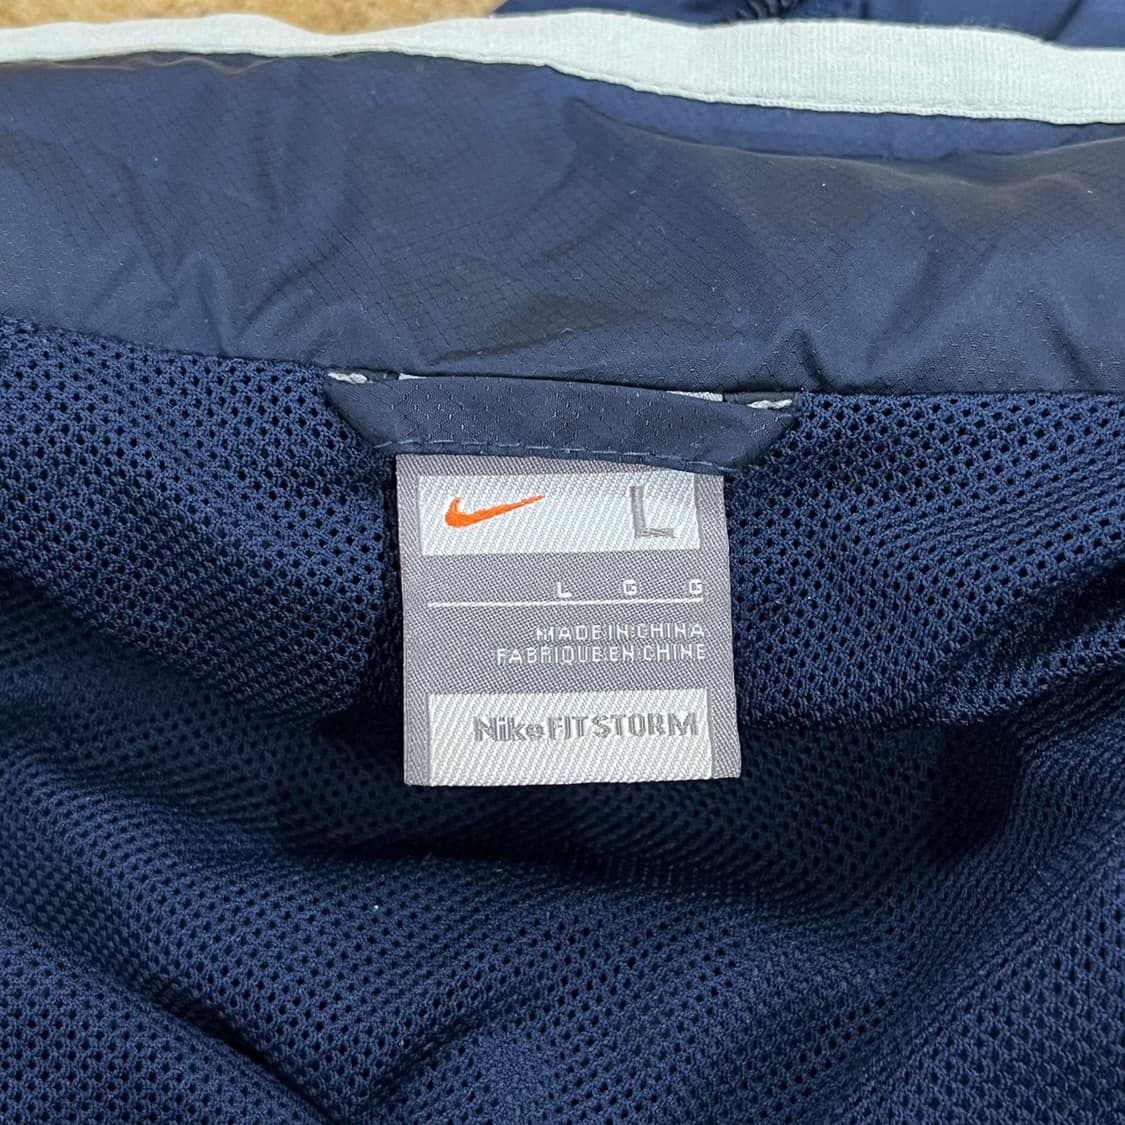 L
L G G
MADE IN CHINA
FABRIQUE EN CHINE
Nike FIT STORM